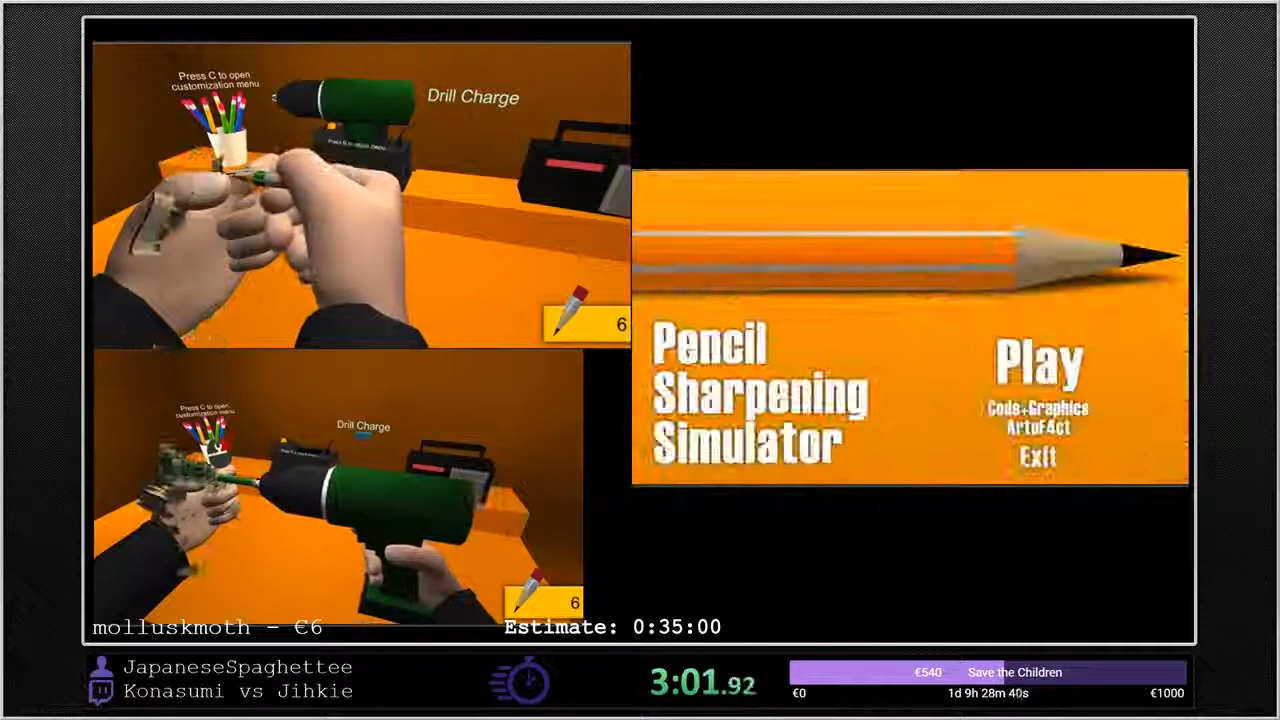 Press C to open
customization menu
Drill Charge
6
Press C to open
customization menu
Drill Charge
6
Pencil
Sharpening
Simulator
Play
Code+Graphics
ArtoF4ct
Exit
molluskmoth - €6
Estimate: 0:35:00
JapaneseSpaghettee
Konasumi vs Jihkie
3:01.92
€540 Save the Children
€0 1d 9h 28m 40s €1000